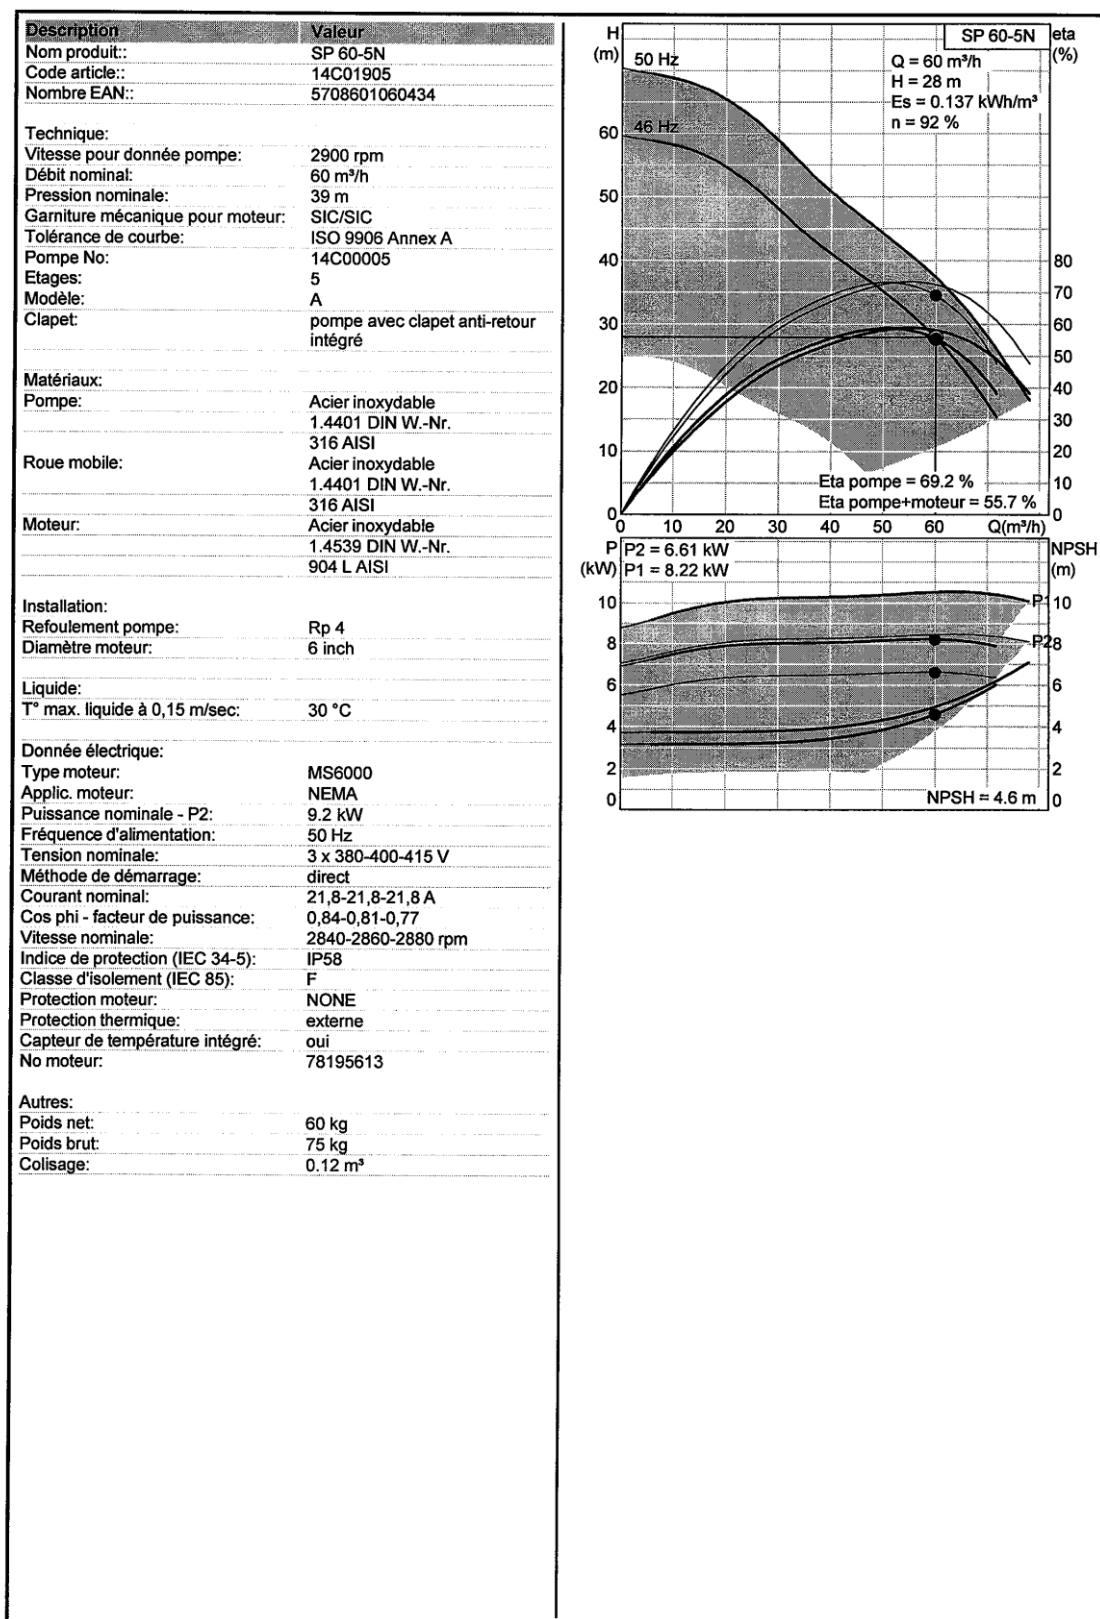 Description Valeur
Nom produit:: SP 60-5N
Code article:: 14C01905
Nombre EAN:: 5708601060434
Technique:
Vitesse pour donnée pompe: 2900 rpm
Débit nominal: 60 m³/h
Pression nominale: 39 m
Garniture mécanique pour moteur: SIC/SIC
Tolérance de courbe: ISO 9906 Annex A
Pompe No: 14C00005
Etages: 5
Modèle: A
Clapet: pompe avec clapet anti-retour
intégré
Matériaux:
Pompe: Acier inoxydable
1.4401 DIN W.-Nr.
316 AISI
Roue mobile: Acier inoxydable
1.4401 DIN W.-Nr.
316 AISI
Moteur: Acier inoxydable
1.4539 DIN W.-Nr.
904 L AISI
Installation:
Refoulement pompe: Rp 4
Diamètre moteur: 6 inch
Liquide:
T° max. liquide à 0,15 m/sec: 30 °C
Donnée électrique:
Type moteur: MS6000
Applic. moteur: NEMA
Puissance nominale - P2: 9.2 kW
Fréquence d'alimentation: 50 Hz
Tension nominale: 3 x 380-400-415 V
Méthode de démarrage: direct
Courant nominal: 21,8-21,8-21,8 A
Cos phi - facteur de puissance: 0,84-0,81-0,77
Vitesse nominale: 2840-2860-2880 rpm
Indice de protection (IEC 34-5): IP58
Classe d'isolement (IEC 85): F
Protection moteur: NONE
Protection thermique: externe
Capteur de température intégré: oui
No moteur: 78195613
Autres:
Poids net: 60 kg
Poids brut: 75 kg
Colisage: 0.12 m³
H SP 60-5N eta
(m) (%)
50 Hz
Q = 60 m³/h
H = 28 m
Es = 0.137 kWh/m³
n = 92 %
46 Hz
60
50
40 80
70
30 60
50
20 40
30
10 20
Eta pompe = 69.2 % 10
Eta pompe+moteur = 55.7 %
0 0
0 10 20 30 40 50 60 Q(m³/h)
P P2 = 6.61 kW NPSH
(kW) P1 = 8.22 kW (m)
10 P1 10
8 P2 8
6 6
4 4
2 2
0 NPSH = 4.6 m 0